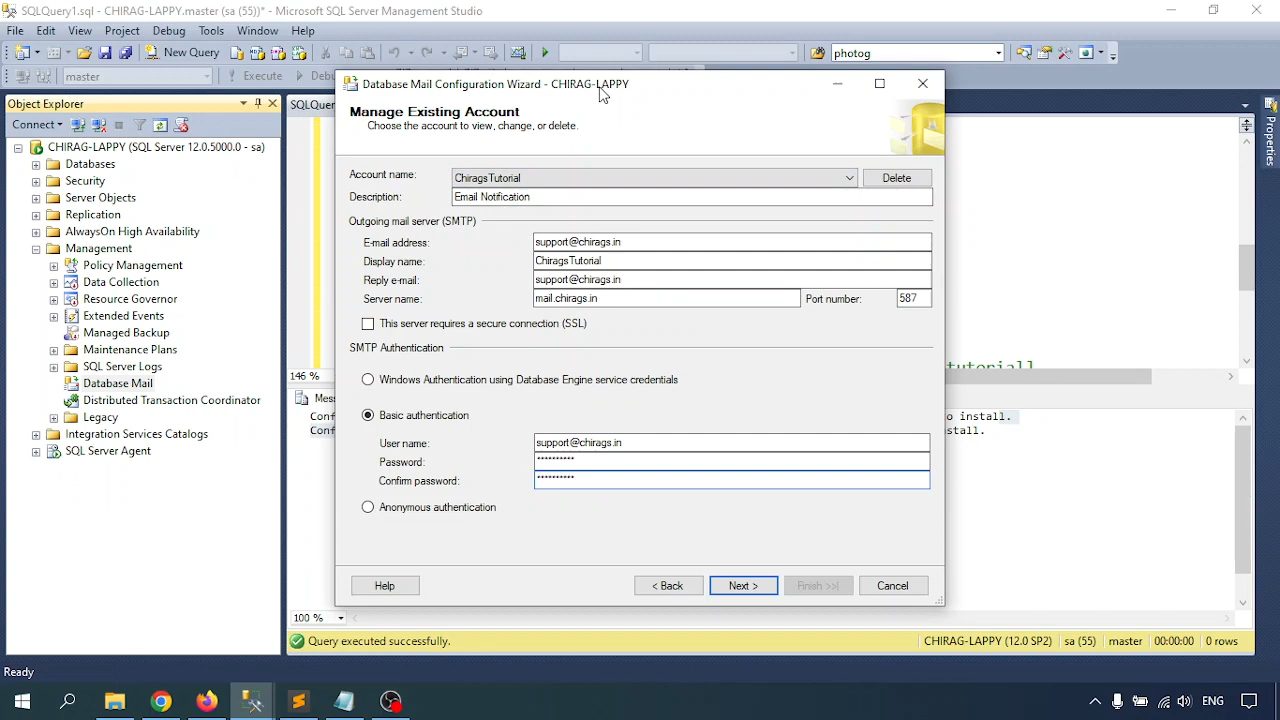 SQLQuery1.sql - CHIRAG-LAPPY.master (sa (55))* - Microsoft SQL Server Management Studio
File Edit View Project Debug Tools Window Help
New Query photog
master Execute
Object Explorer
Connect
CHIRAG-LAPPY (SQL Server 12.0.5000.0 - sa)
Databases
Security
Server Objects
Replication
AlwaysOn High Availability
Management
Policy Management
Data Collection
Resource Governor
Extended Events
Managed Backup
Maintenance Plans
SQL Server Logs
Database Mail
Distributed Transaction Coordinator
Legacy
Integration Services Catalogs
SQL Server Agent
Database Mail Configuration Wizard - CHIRAG-LAPPY
Manage Existing Account
Choose the account to view, change, or delete.
Account name: ChiragsTutorial Delete
Description: Email Notification
Outgoing mail server (SMTP)
E-mail address: support@chirags.in
Display name: ChiragsTutorial
Reply e-mail: support@chirags.in
Server name: mail.chirags.in Port number: 587
This server requires a secure connection (SSL)
SMTP Authentication
Windows Authentication using Database Engine service credentials
Basic authentication
User name: support@chirags.in
Password: **********
Confirm password: **********
Anonymous authentication
Help < Back Next > Finish >>| Cancel
146 %
100 %
Query executed successfully. CHIRAG-LAPPY (12.0 SP2) sa (55) master 00:00:00 0 rows
Properties
Ready
ENG